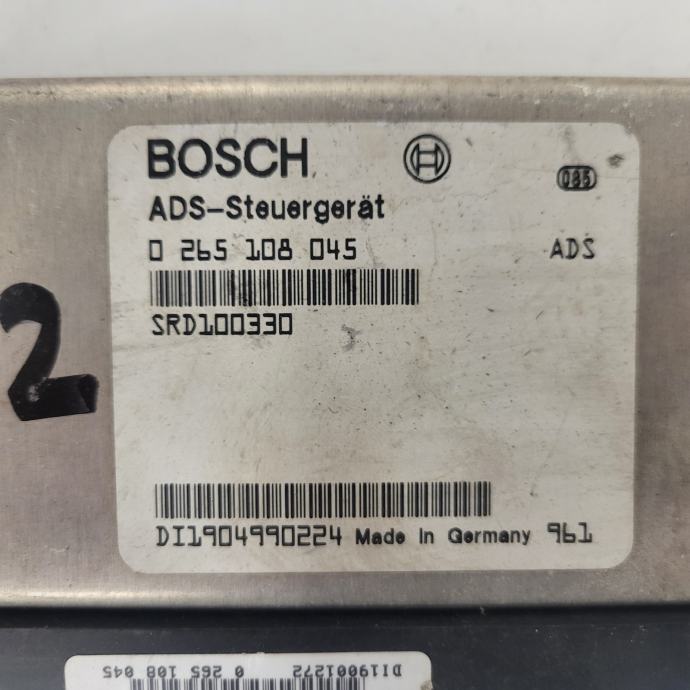 BOSCH
085
ADS-Steuergerät
0 265 108 045 ADS
SRD100330
2
DI1904990224 Made in Germany 961
DI19001272 0 265 108 045